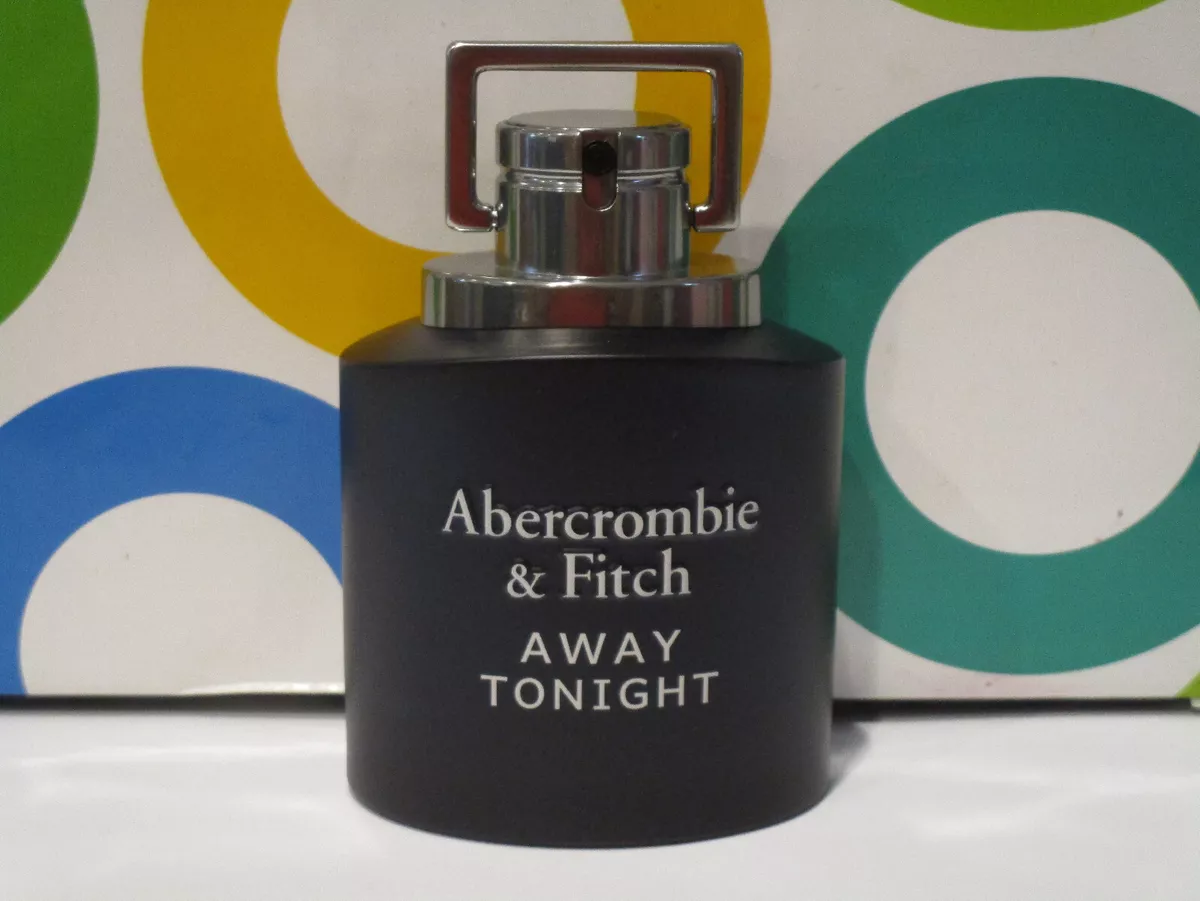 Abercrombie
& Fitch
AWAY
TONIGHT